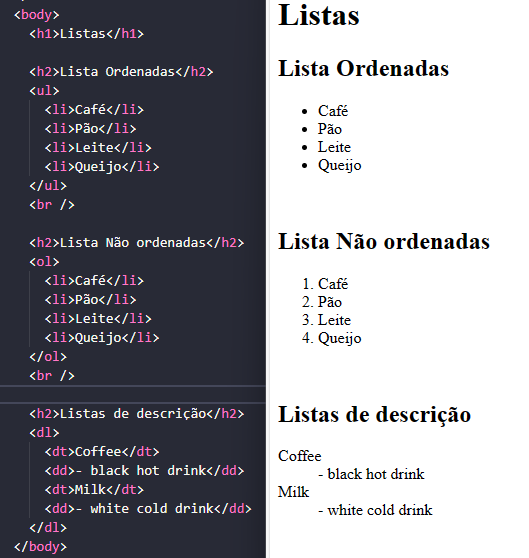 <body>
<h1>Listas</h1>
<h2>Lista Ordenadas</h2>
<ul>
<li>Café</li>
<li>Pão</li>
<li>Leite</li>
<li>Queijo</li>
</ul>
<br />
<h2>Lista Não ordenadas</h2>
<ol>
<li>Café</li>
<li>Pão</li>
<li>Leite</li>
<li>Queijo</li>
</ol>
<br />
<h2>Listas de descrição</h2>
<dl>
<dt>Coffee</dt>
<dd>- black hot drink</dd>
<dt>Milk</dt>
<dd>- white cold drink</dd>
</dl>
</body>
Listas
Lista Ordenadas
• Café
• Pão
• Leite
• Queijo
Lista Não ordenadas
1. Café
2. Pão
3. Leite
4. Queijo
Listas de descrição
Coffee
- black hot drink
Milk
- white cold drink